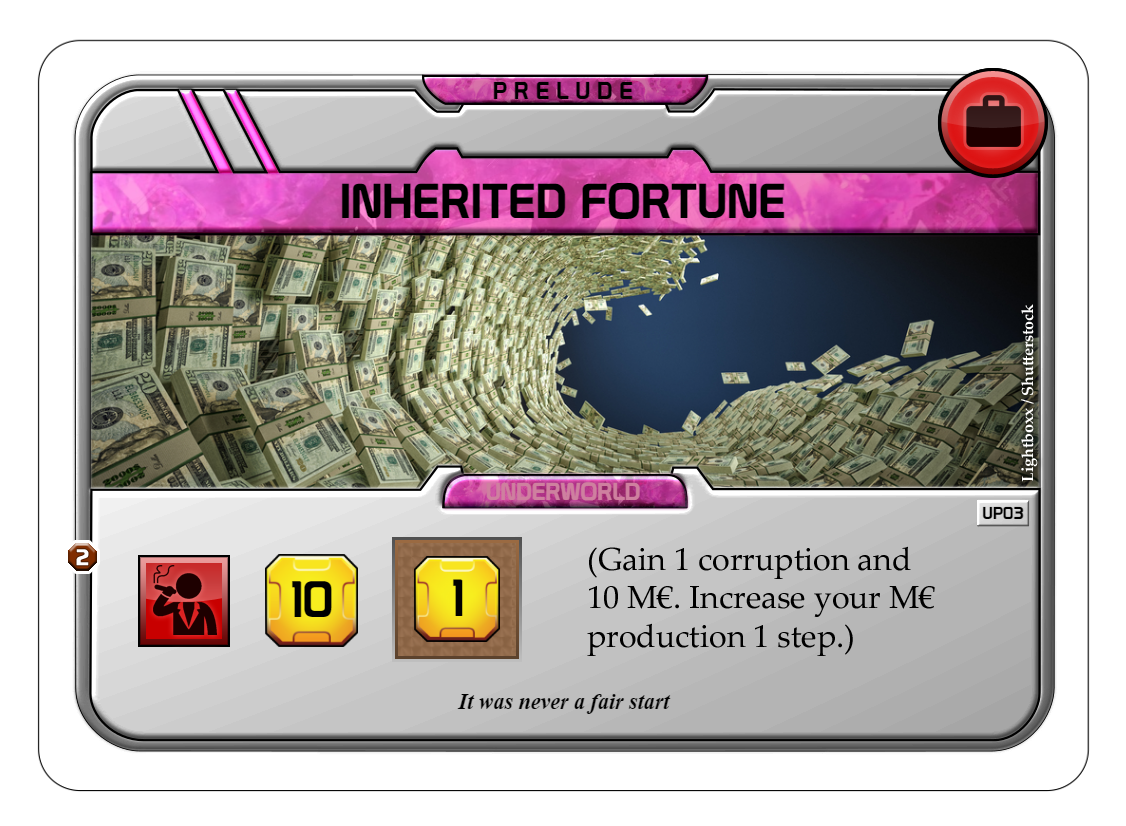 PRELUDE
INHERITED FORTUNE
Lightboxx / Shutterstock
UNDERWORLD
UP03
2
10
1
(Gain 1 corruption and
10 M€. Increase your M€
production 1 step.)
It was never a fair start